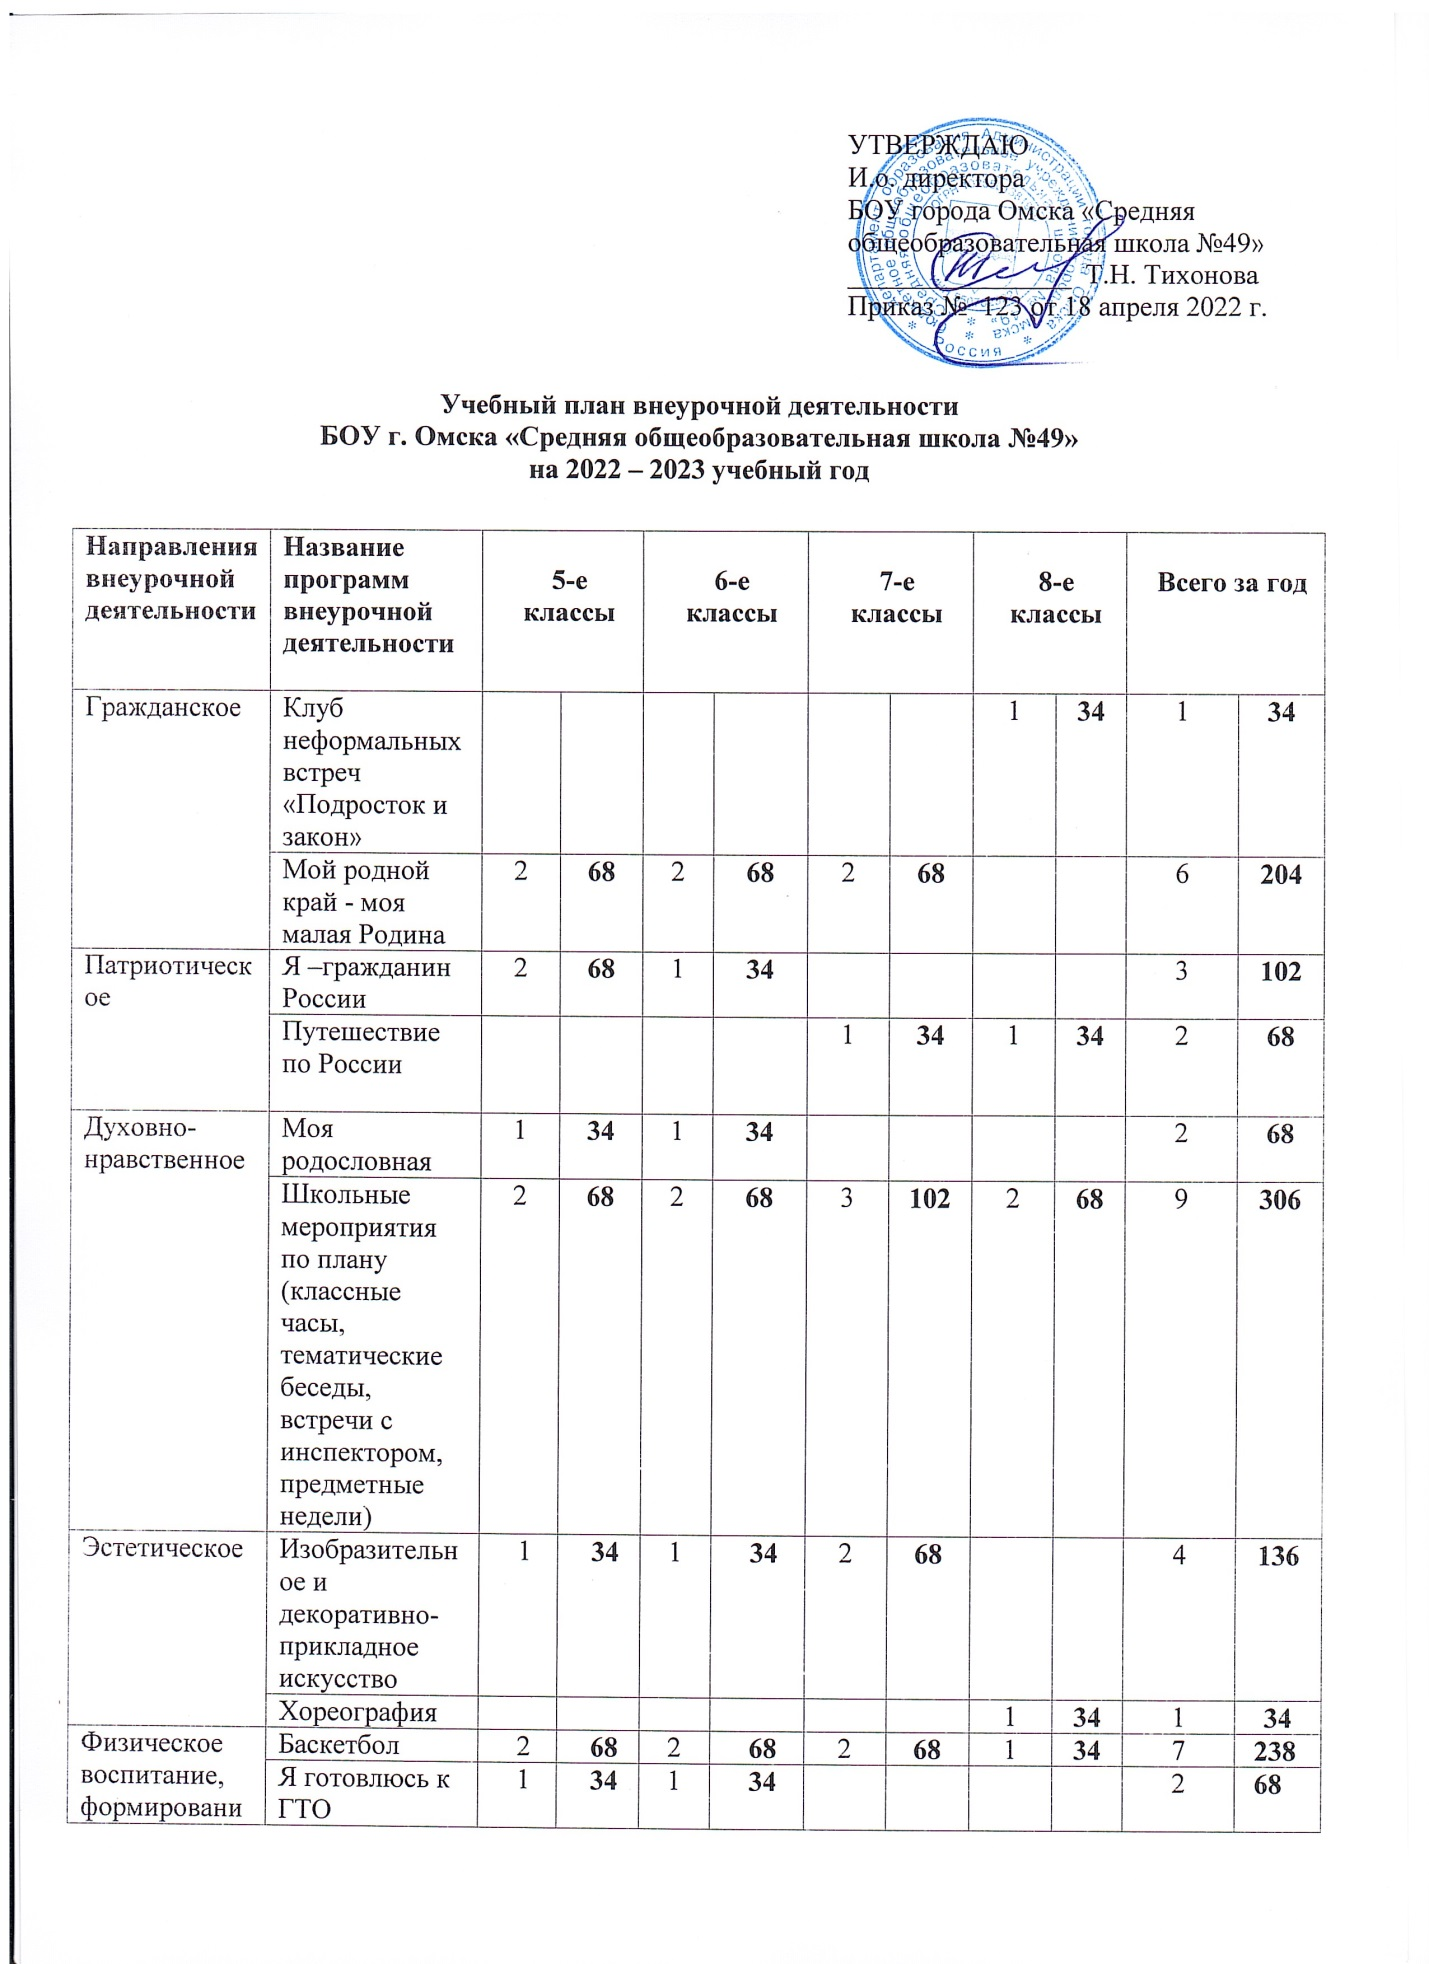 УТВЕРЖДАЮ
И.о. директора
БОУ города Омска «Средняя
общеобразовательная школа №49»
Т.Н. Тихонова
Приказ № 123 от 18 апреля 2022 г.
Учебный план внеурочной деятельности
БОУ г. Омска «Средняя общеобразовательная школа №49»
на 2022 – 2023 учебный год
Направления
внеурочной
деятельности
Название
программ
внеурочной
деятельности
5-е
классы
6-е
классы
7-е
классы
8-е
классы
Всего за год
Гражданское
Клуб
неформальных
встреч
«Подросток и
закон»
1 34 1 34
Мой родной
край - моя
малая Родина
2 68 2 68 2 68 6 204
Патриотическ
ое
Я –гражданин
России
2 68 1 34 3 102
Путешествие
по России
1 34 1 34 2 68
Духовно-
нравственное
Моя
родословная
1 34 1 34 2 68
Школьные
мероприятия
по плану
(классные
часы,
тематические
беседы,
встречи с
инспектором,
предметные
недели)
2 68 2 68 3 102 2 68 9 306
Эстетическое
Изобразительн
ое и
декоративно-
прикладное
искусство
1 34 1 34 2 68 4 136
Хореография
1 34 1 34
Физическое
воспитание,
формировани
Баскетбол
2 68 2 68 2 68 1 34 7 238
Я готовлюсь к
ГТО
1 34 1 34 2 68